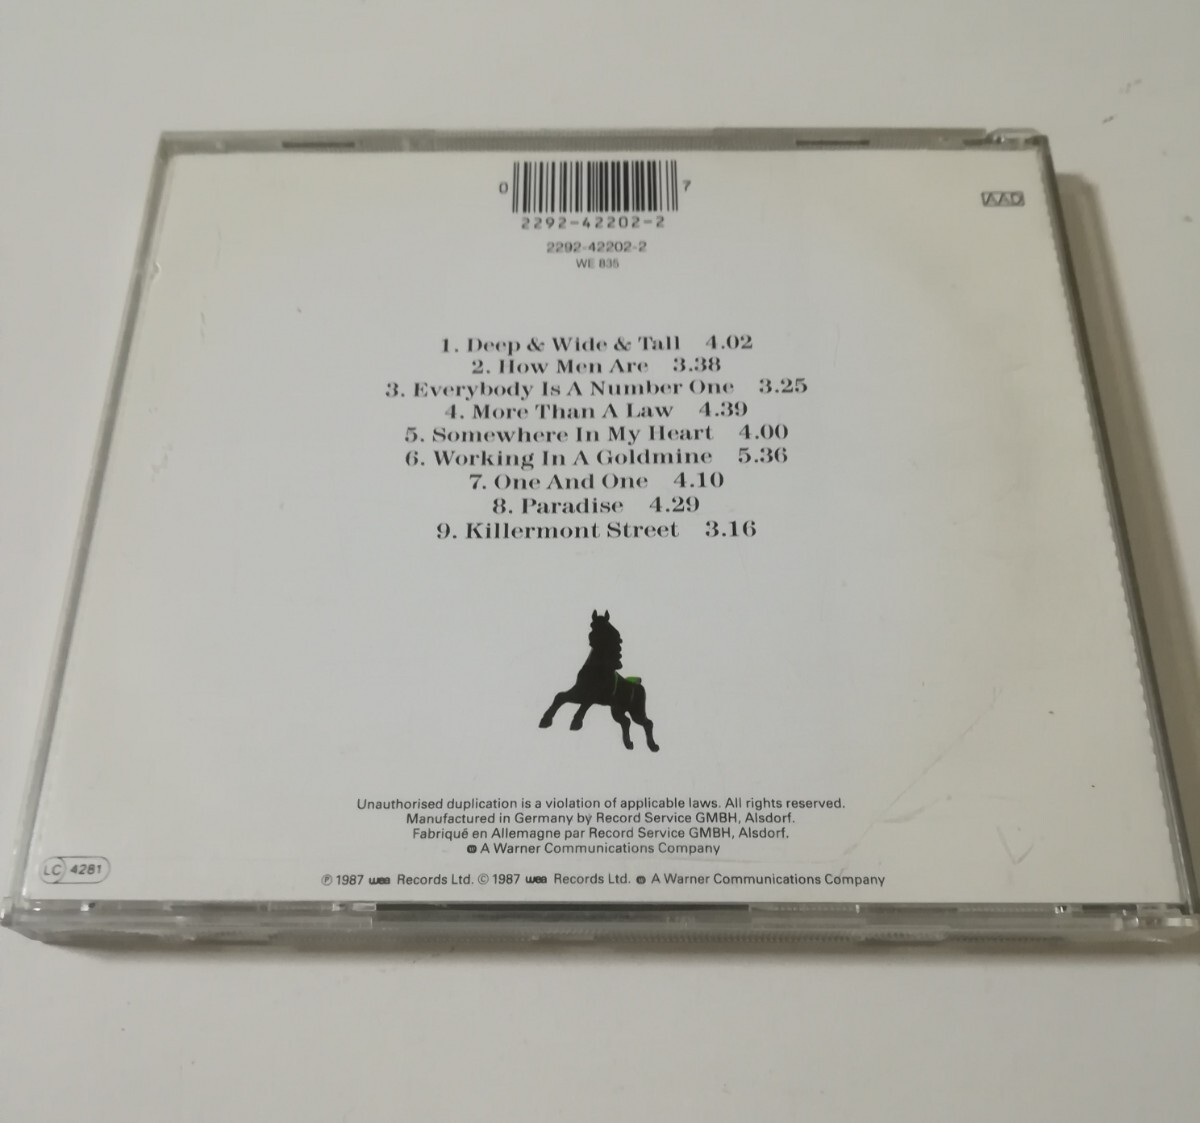 0 7
2292-42202-2
AAD
2292-42202-2
WE 835
1. Deep & Wide & Tall 4.02
2. How Men Are 3.38
3. Everybody Is A Number One 3.25
4. More Than A Law 4.39
5. Somewhere In My Heart 4.00
6. Working In A Goldmine 5.36
7. One And One 4.10
8. Paradise 4.29
9. Killermont Street 3.16
Unauthorised duplication is a violation of applicable laws. All rights reserved.
Manufactured in Germany by Record Service GMBH, Alsdorf.
Fabriqué en Allemagne par Record Service GMBH, Alsdorf.
A Warner Communications Company
LC 4281
℗ 1987 wea Records Ltd. © 1987 wea Records Ltd. A Warner Communications Company